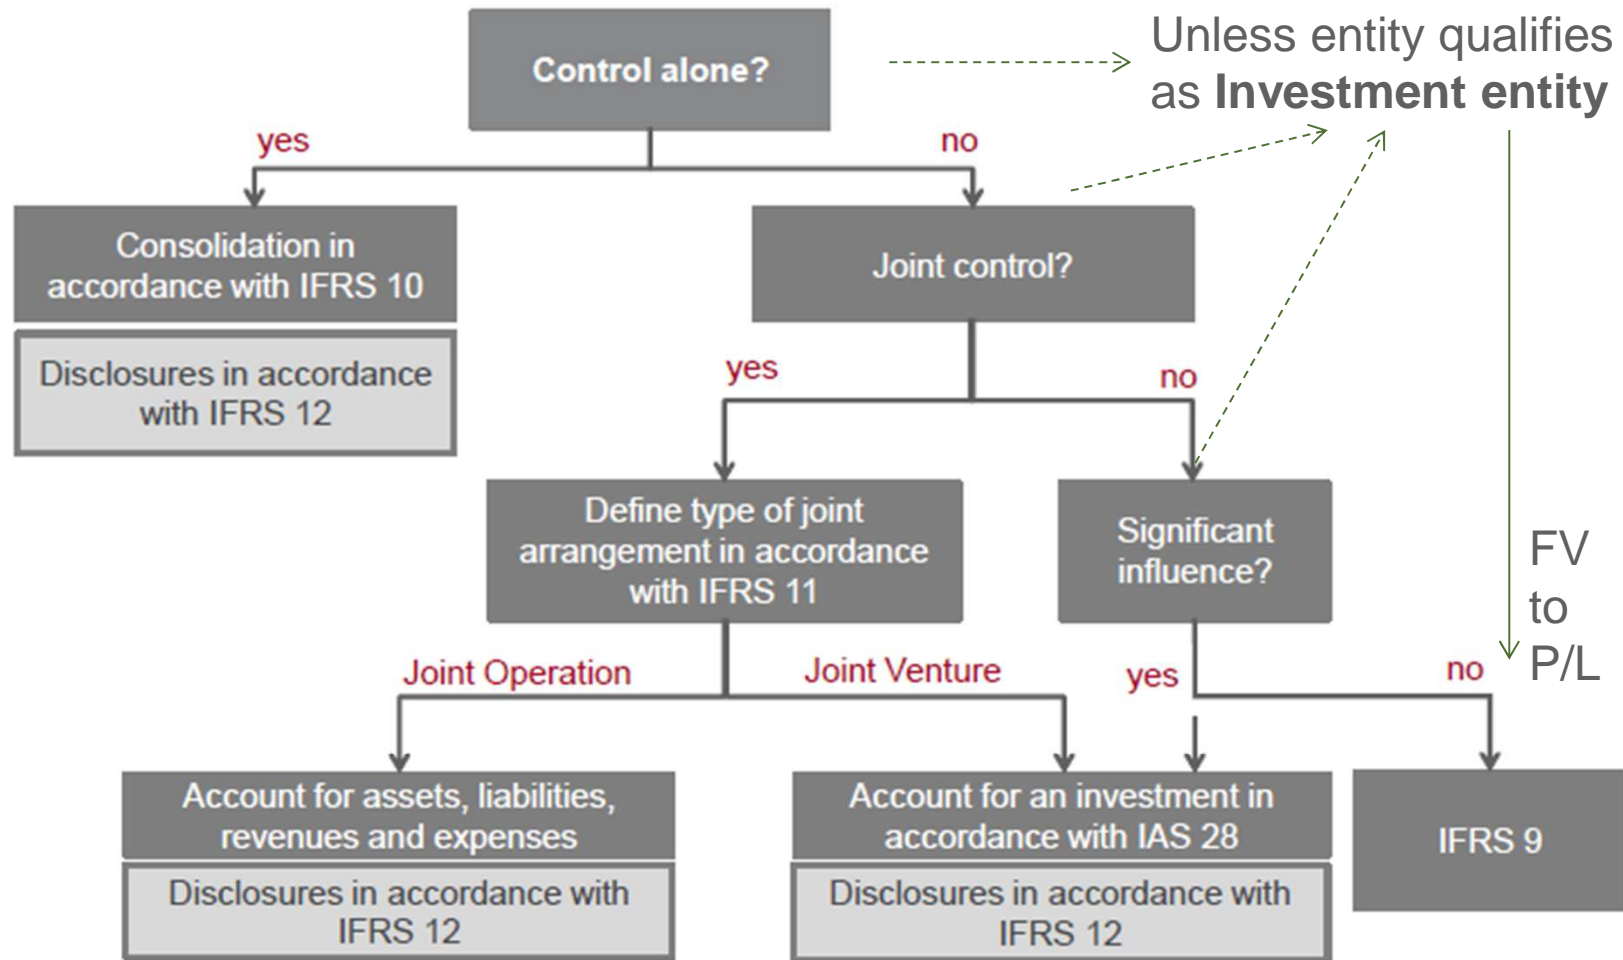 Control alone?
Unless entity qualifies
as Investment entity
yes
no
Consolidation in
accordance with IFRS 10
Disclosures in accordance
with IFRS 12
Joint control?
yes
no
Define type of joint
arrangement in accordance
with IFRS 11
Significant
influence?
FV
to
P/L
Joint Operation
Joint Venture
yes
no
Account for assets, liabilities,
revenues and expenses
Disclosures in accordance with
IFRS 12
Account for an investment in
accordance with IAS 28
Disclosures in accordance with
IFRS 12
IFRS 9